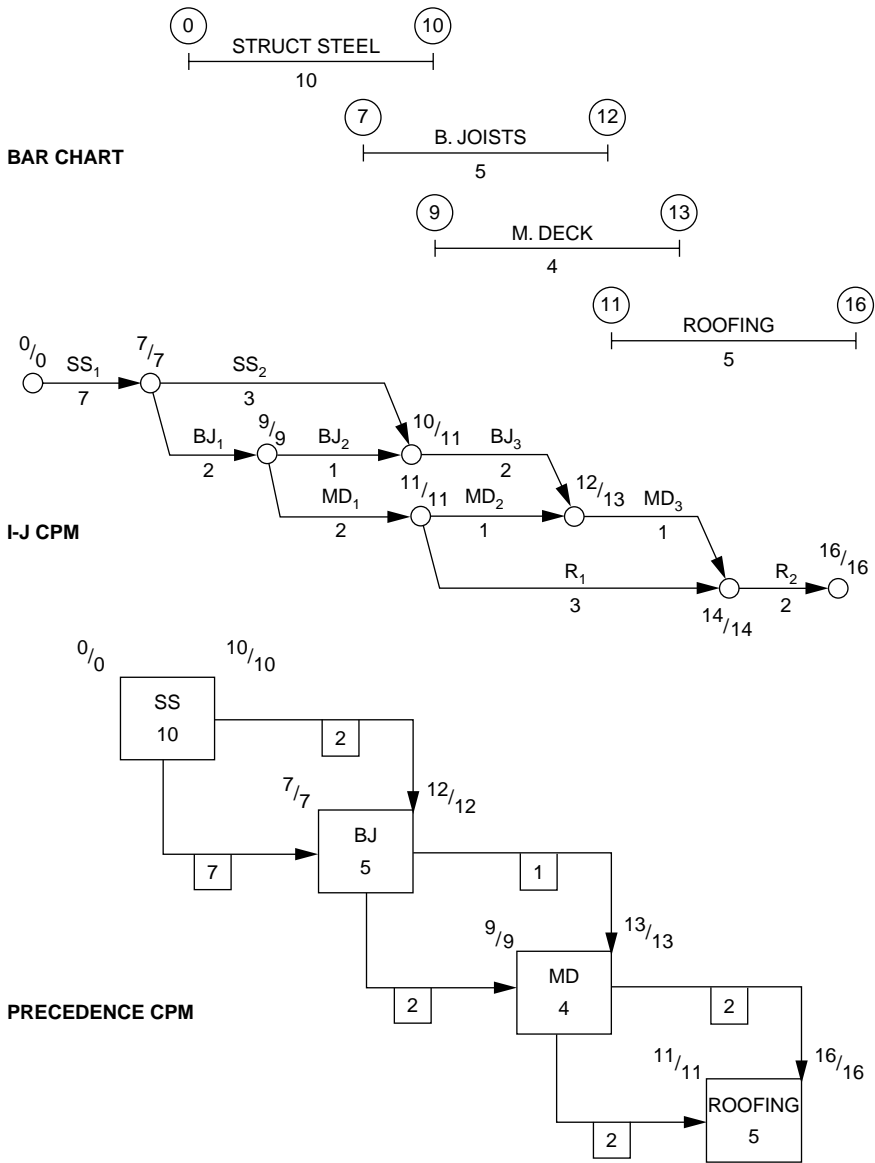 0 10
STRUCT STEEL
10
7 12
B. JOISTS
BAR CHART
5
9 13
M. DECK
4
11 16
ROOFING
5
0/0 7/7
SS1 SS2
7 3
9/9 10/11
BJ1 BJ2 BJ3
2 1 2
11/11 12/13
MD1 MD2 MD3
I-J CPM
2 1 1
16/16
R1 R2
3 2
14/14
0/0 10/10
SS
10
2
7/7 12/12
BJ
5
7 1
9/9 13/13
MD
4
2 2
PRECEDENCE CPM
11/11 16/16
ROOFING
5
2